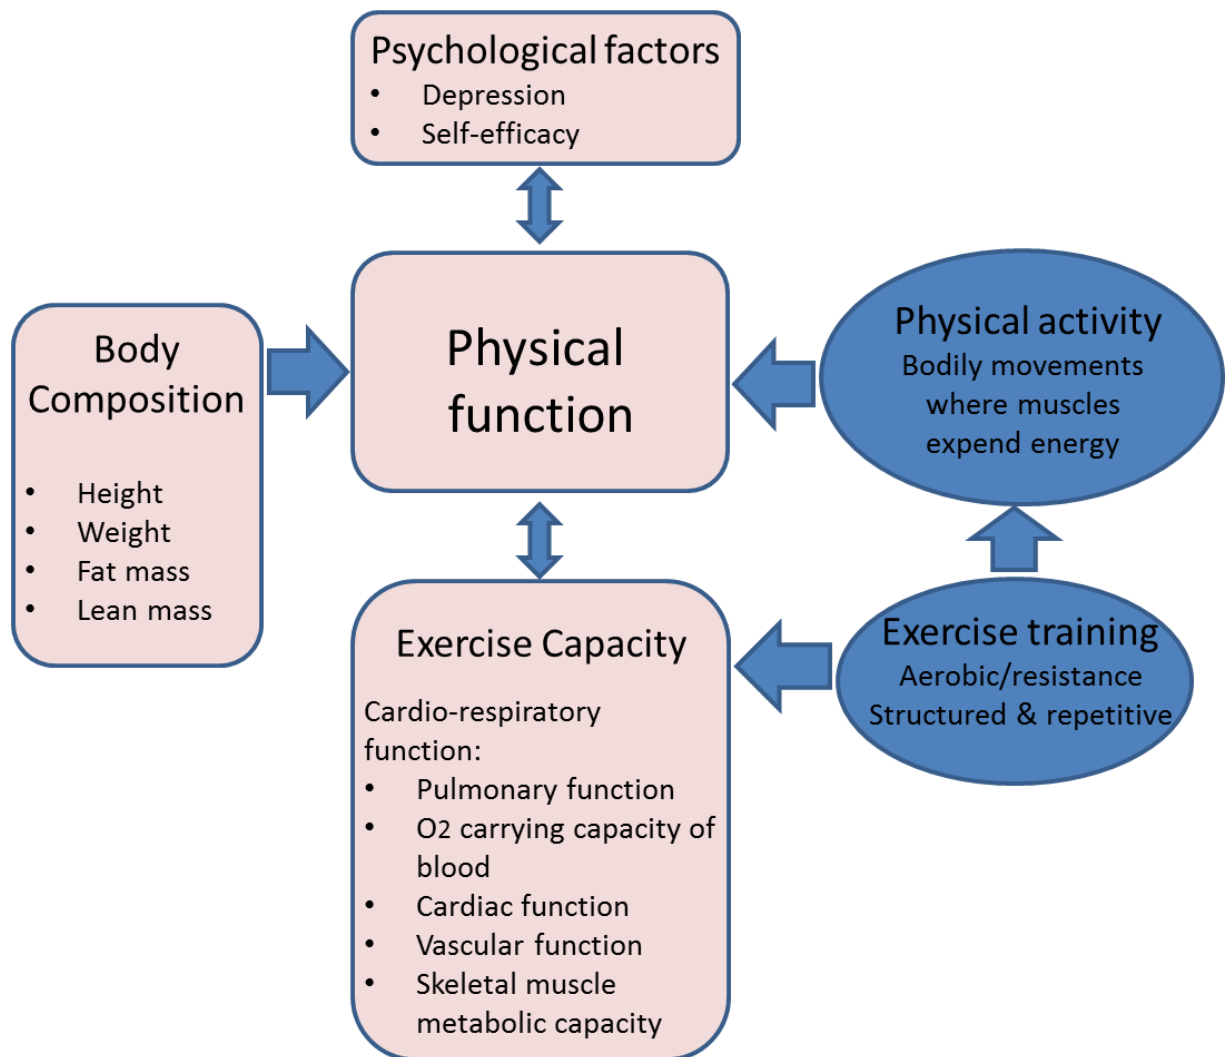 Psychological factors
• Depression
• Self-efficacy
Body
Composition
• Height
• Weight
• Fat mass
• Lean mass
Physical
function
Physical activity
Bodily movements
where muscles
expend energy
Exercise Capacity
Cardio-respiratory
function:
• Pulmonary function
• O2 carrying capacity of
blood
• Cardiac function
• Vascular function
• Skeletal muscle
metabolic capacity
Exercise training
Aerobic/resistance
Structured & repetitive